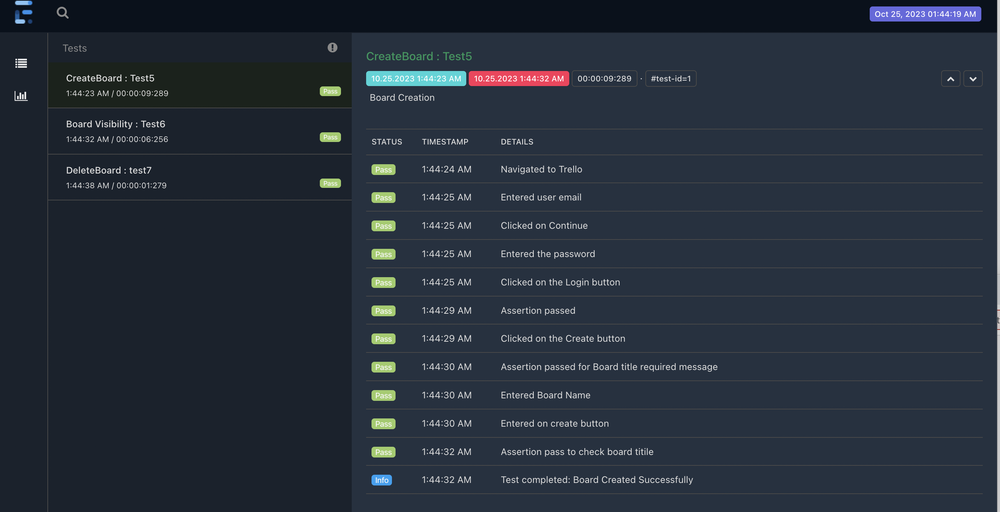 Oct 25, 2023 01:44:19 AM
Tests
CreateBoard : Test5
1:44:23 AM / 00:00:09:289
Pass
Board Visibility : Test6
1:44:32 AM / 00:00:06:256
Pass
DeleteBoard : test7
1:44:38 AM / 00:00:01:279
Pass
CreateBoard : Test5
10.25.2023 1:44:23 AM 10.25.2023 1:44:32 AM 00:00:09:289 · #test-id=1
Board Creation
STATUS TIMESTAMP DETAILS
Pass 1:44:24 AM Navigated to Trello
Pass 1:44:25 AM Entered user email
Pass 1:44:25 AM Clicked on Continue
Pass 1:44:25 AM Entered the password
Pass 1:44:25 AM Clicked on the Login button
Pass 1:44:29 AM Assertion passed
Pass 1:44:29 AM Clicked on the Create button
Pass 1:44:30 AM Assertion passed for Board title required message
Pass 1:44:30 AM Entered Board Name
Pass 1:44:30 AM Entered on create button
Pass 1:44:32 AM Assertion pass to check board titile
Info 1:44:32 AM Test completed: Board Created Successfully